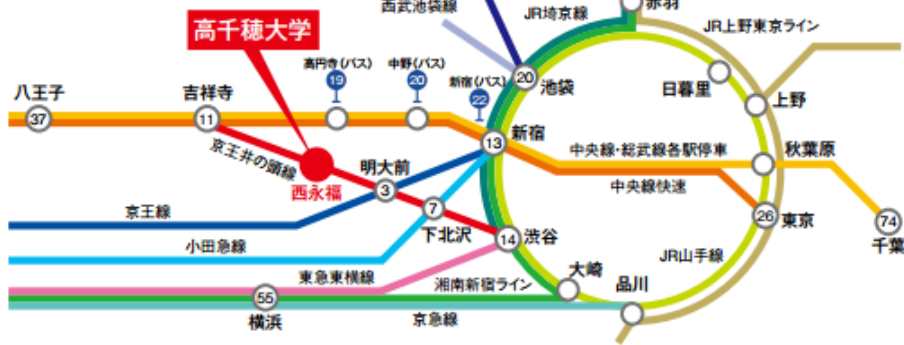 西武池袋線
JR埼京線
赤羽
JR上野東京ライン
高千穂大学
高円寺(バス)
19
中野(バス)
20
新宿(バス)
22
20
池袋
日暮里
上野
八王子
37
吉祥寺
11
京王井の頭線
西永福
明大前
3
13
新宿
中央線・総武線各駅停車
中央線快速
秋葉原
京王線
7
下北沢
14
渋谷
26
東京
74
千葉
小田急線
JR山手線
東急東横線
湘南新宿ライン
大崎
品川
55
横浜
京急線